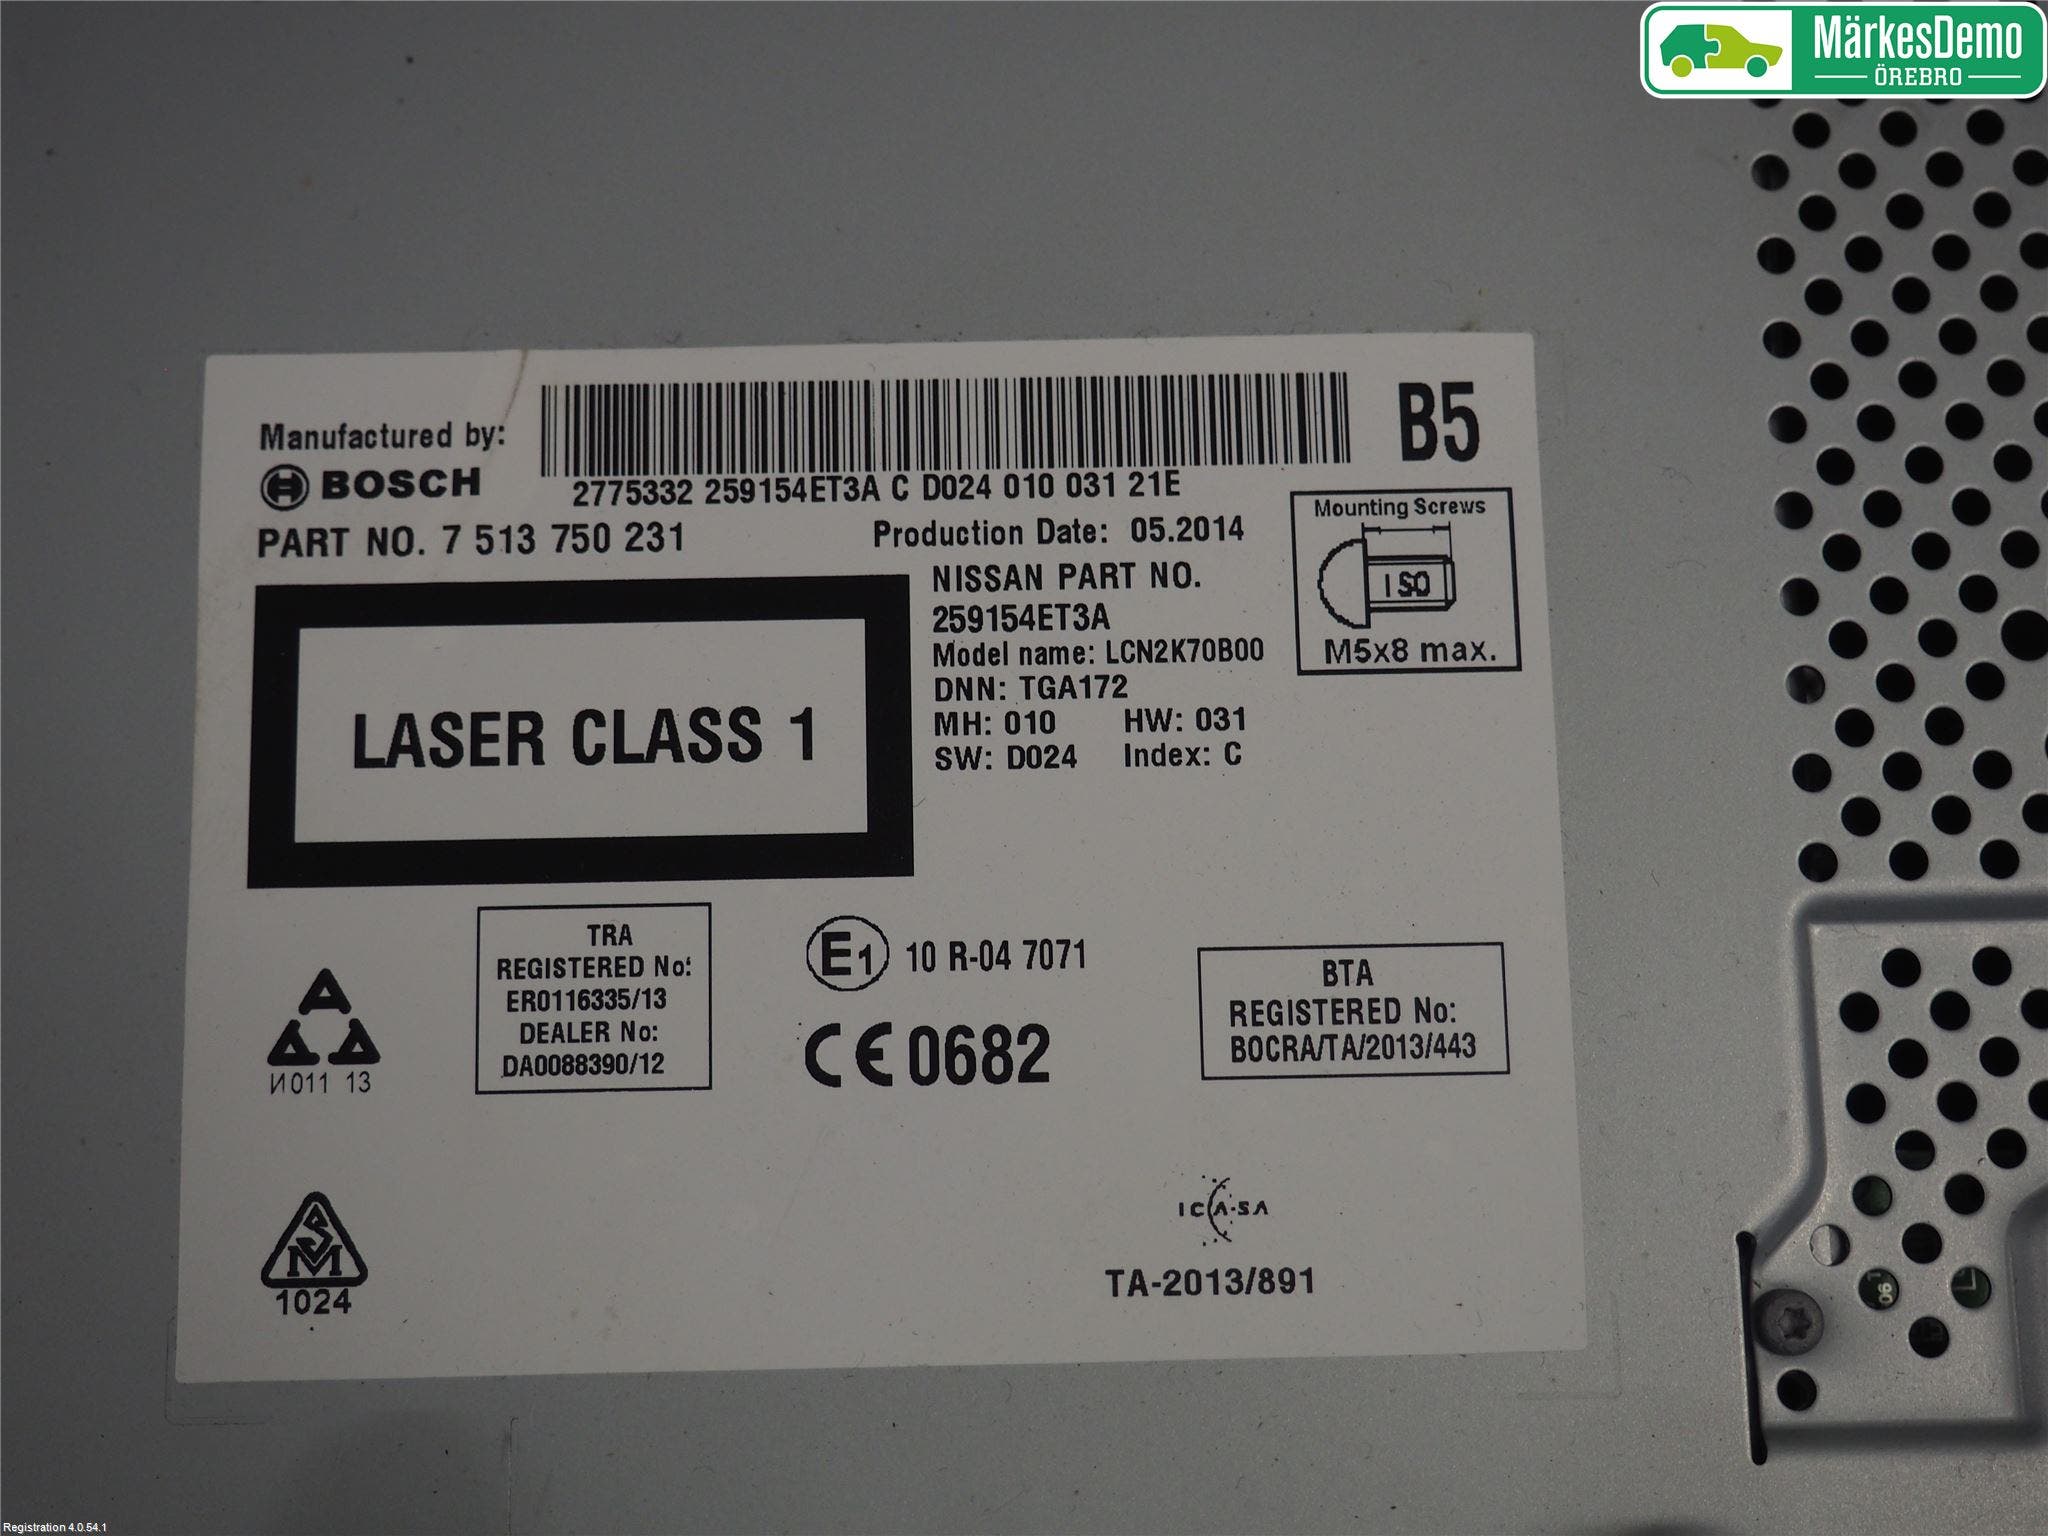 MärkesDemo
ÖREBRO
Manufactured by:
BOSCH
2775332 259154ET3A C D024 010 031 21E
B5
PART NO. 7 513 750 231
Production Date: 05.2014
Mounting Screws
ISO
M5x8 max.
NISSAN PART NO.
259154ET3A
Model name: LCN2K70B00
DNN: TGA172
MH: 010 HW: 031
SW: D024 Index: C
LASER CLASS 1
TRA
REGISTERED No:
ER0116335/13
DEALER No:
DA0088390/12
E1 10 R-04 7071
CE 0682
BTA
REGISTERED No:
BOCRA/TA/2013/443
И011 13
SM
1024
ICASA
TA-2013/891
06
Registration 4.0.54.1